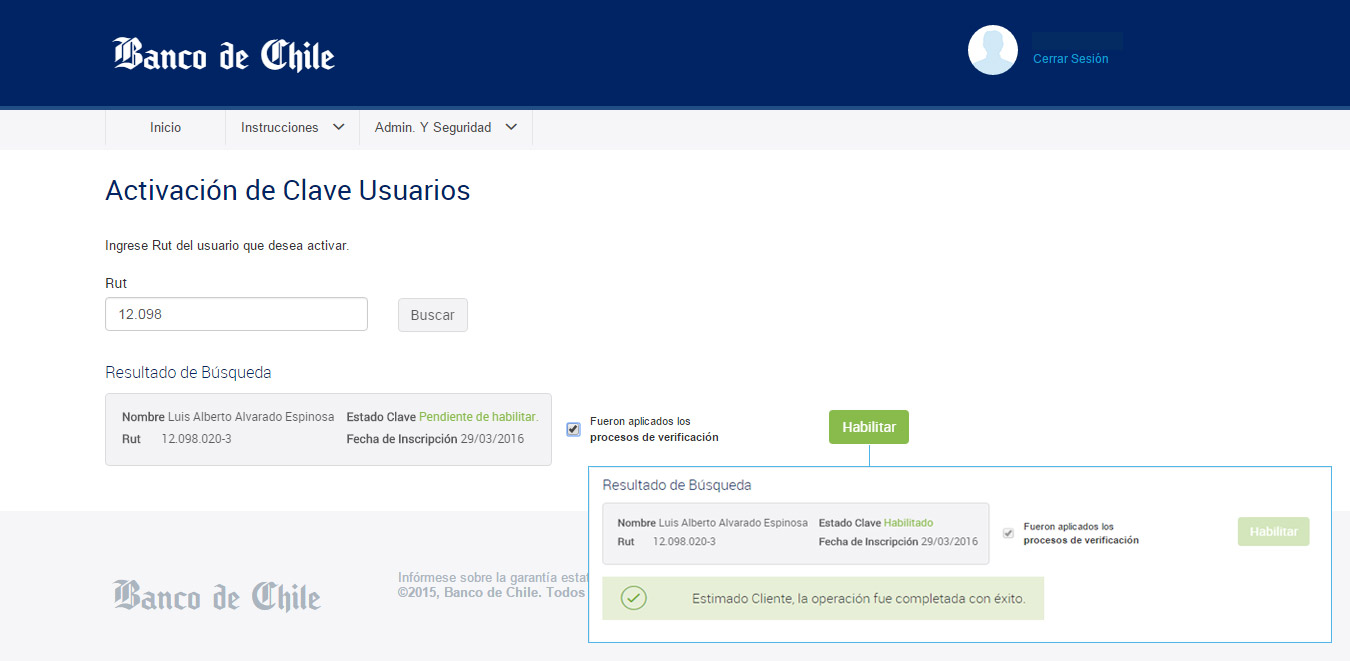 Banco de Chile
Cerrar Sesión
Inicio Instrucciones Admin. Y Seguridad
Activación de Clave Usuarios
Ingrese Rut del usuario que desea activar.
Rut
12.098 Buscar
Resultado de Búsqueda
Nombre Luis Alberto Alvarado Espinosa Estado Clave Pendiente de habilitar.
Rut 12.098.020-3 Fecha de Inscripción 29/03/2016
Fueron aplicados los
procesos de verificación
Habilitar
Resultado de Búsqueda
Nombre Luis Alberto Alvarado Espinosa Estado Clave Habilitado
Rut 12.098.020-3 Fecha de Inscripción 29/03/2016
Fueron aplicados los
procesos de verificación
Habilitar
Estimado Cliente, la operación fue completada con éxito.
Banco de Chile
Infórmese sobre la garantía
©2015, Banco de Chile. Todos